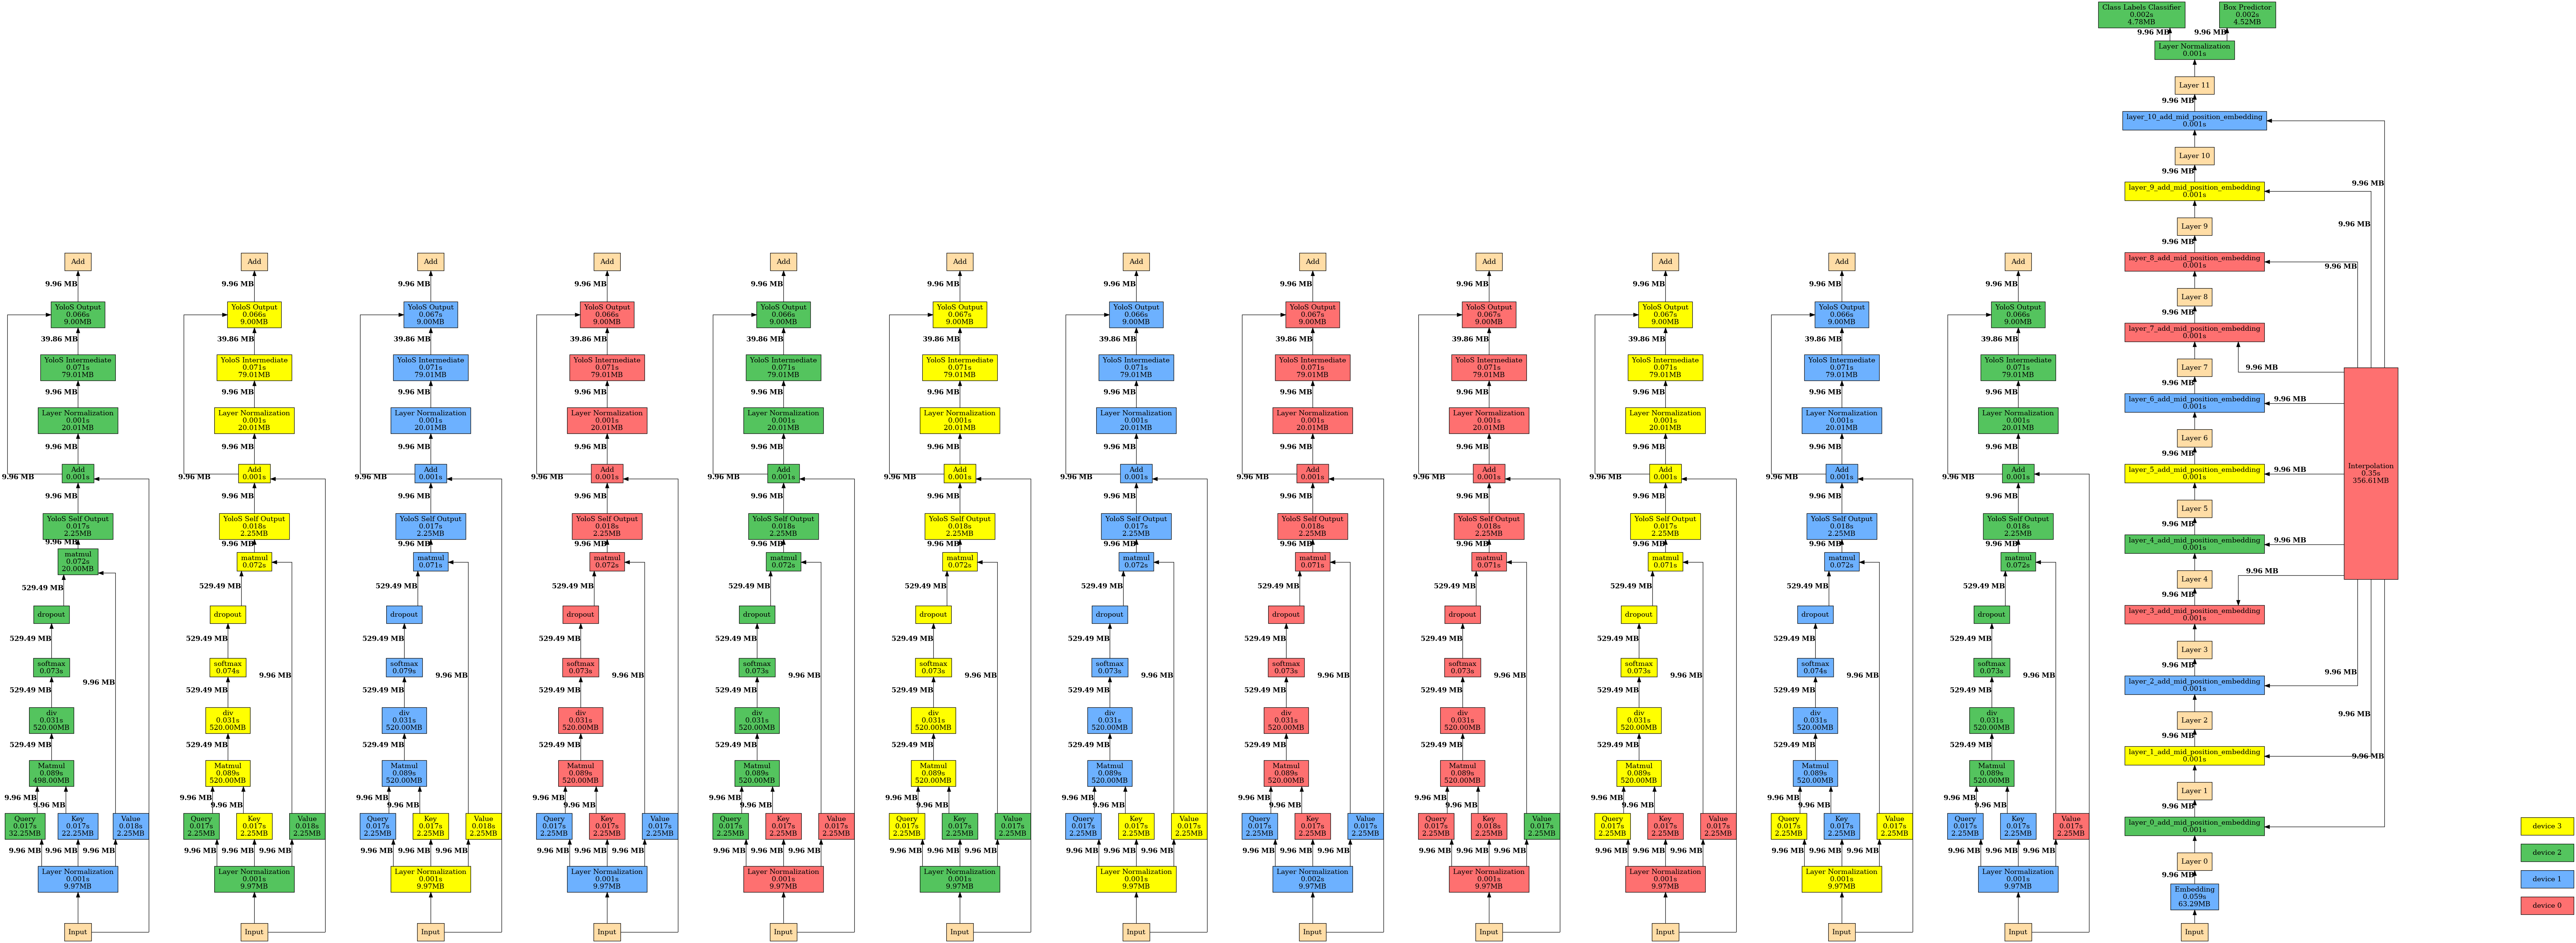 Add
9.96 MB
YoloS Output
0.066s
9.00MB
39.86 MB
YoloS Intermediate
0.071s
79.01MB
9.96 MB
Layer Normalization
0.001s
20.01MB
9.96 MB
Add
0.001s
9.96 MB
9.96 MB
YoloS Self Output
0.017s
2.25MB
9.96 MB
matmul
0.072s
20.00MB
529.49 MB
dropout
529.49 MB
softmax
0.073s
9.96 MB
529.49 MB
div
0.031s
520.00MB
529.49 MB
Matmul
0.089s
498.00MB
9.96 MB
9.96 MB
Query
0.017s
32.25MB
Key
0.017s
22.25MB
Value
0.018s
2.25MB
9.96 MB
9.96 MB
9.96 MB
Layer Normalization
0.001s
9.97MB
Input
Add
9.96 MB
YoloS Output
0.066s
9.00MB
39.86 MB
YoloS Intermediate
0.071s
79.01MB
9.96 MB
Layer Normalization
0.001s
20.01MB
9.96 MB
Add
0.001s
9.96 MB
9.96 MB
YoloS Self Output
0.018s
2.25MB
9.96 MB
matmul
0.072s
529.49 MB
dropout
529.49 MB
softmax
0.074s
9.96 MB
529.49 MB
div
0.031s
520.00MB
529.49 MB
Matmul
0.089s
520.00MB
9.96 MB
9.96 MB
Query
0.017s
2.25MB
Key
0.017s
2.25MB
Value
0.018s
2.25MB
9.96 MB
9.96 MB
9.96 MB
Layer Normalization
0.001s
9.97MB
Input
Add
9.96 MB
YoloS Output
0.067s
9.00MB
39.86 MB
YoloS Intermediate
0.071s
79.01MB
9.96 MB
Layer Normalization
0.001s
20.01MB
9.96 MB
Add
0.001s
9.96 MB
9.96 MB
YoloS Self Output
0.017s
2.25MB
9.96 MB
matmul
0.071s
529.49 MB
dropout
529.49 MB
softmax
0.079s
9.96 MB
529.49 MB
div
0.031s
520.00MB
529.49 MB
Matmul
0.089s
520.00MB
9.96 MB
9.96 MB
Query
0.017s
2.25MB
Key
0.017s
2.25MB
Value
0.018s
2.25MB
9.96 MB
9.96 MB
9.96 MB
Layer Normalization
0.001s
9.97MB
Input
Add
9.96 MB
YoloS Output
0.066s
9.00MB
39.86 MB
YoloS Intermediate
0.071s
79.01MB
9.96 MB
Layer Normalization
0.001s
20.01MB
9.96 MB
Add
0.001s
9.96 MB
9.96 MB
YoloS Self Output
0.018s
2.25MB
9.96 MB
matmul
0.072s
529.49 MB
dropout
529.49 MB
softmax
0.073s
9.96 MB
529.49 MB
div
0.031s
520.00MB
529.49 MB
Matmul
0.089s
520.00MB
9.96 MB
9.96 MB
Query
0.017s
2.25MB
Key
0.017s
2.25MB
Value
0.017s
2.25MB
9.96 MB
9.96 MB
9.96 MB
Layer Normalization
0.001s
9.97MB
Input
Add
9.96 MB
YoloS Output
0.066s
9.00MB
39.86 MB
YoloS Intermediate
0.071s
79.01MB
9.96 MB
Layer Normalization
0.001s
20.01MB
9.96 MB
Add
0.001s
9.96 MB
9.96 MB
YoloS Self Output
0.018s
2.25MB
9.96 MB
matmul
0.072s
529.49 MB
dropout
529.49 MB
softmax
0.073s
9.96 MB
529.49 MB
div
0.031s
520.00MB
529.49 MB
Matmul
0.089s
520.00MB
9.96 MB
9.96 MB
Query
0.017s
2.25MB
Key
0.017s
2.25MB
Value
0.017s
2.25MB
9.96 MB
9.96 MB
9.96 MB
Layer Normalization
0.001s
9.97MB
Input
Add
9.96 MB
YoloS Output
0.067s
9.00MB
39.86 MB
YoloS Intermediate
0.071s
79.01MB
9.96 MB
Layer Normalization
0.001s
20.01MB
9.96 MB
Add
0.001s
9.96 MB
9.96 MB
YoloS Self Output
0.018s
2.25MB
9.96 MB
matmul
0.072s
529.49 MB
dropout
529.49 MB
softmax
0.073s
9.96 MB
529.49 MB
div
0.031s
520.00MB
529.49 MB
Matmul
0.089s
520.00MB
9.96 MB
9.96 MB
Query
0.017s
2.25MB
Key
0.017s
2.25MB
Value
0.017s
2.25MB
9.96 MB
9.96 MB
9.96 MB
Layer Normalization
0.001s
9.97MB
Input
Add
9.96 MB
YoloS Output
0.066s
9.00MB
39.86 MB
YoloS Intermediate
0.071s
79.01MB
9.96 MB
Layer Normalization
0.001s
20.01MB
9.96 MB
Add
0.001s
9.96 MB
9.96 MB
YoloS Self Output
0.017s
2.25MB
9.96 MB
matmul
0.072s
529.49 MB
dropout
529.49 MB
softmax
0.073s
9.96 MB
529.49 MB
div
0.031s
520.00MB
529.49 MB
Matmul
0.089s
520.00MB
9.96 MB
9.96 MB
Query
0.017s
2.25MB
Key
0.017s
2.25MB
Value
0.017s
2.25MB
9.96 MB
9.96 MB
9.96 MB
Layer Normalization
0.001s
9.97MB
Input
Add
9.96 MB
YoloS Output
0.067s
9.00MB
39.86 MB
YoloS Intermediate
0.071s
79.01MB
9.96 MB
Layer Normalization
0.001s
20.01MB
9.96 MB
Add
0.001s
9.96 MB
9.96 MB
YoloS Self Output
0.018s
2.25MB
9.96 MB
matmul
0.071s
529.49 MB
dropout
529.49 MB
softmax
0.073s
9.96 MB
529.49 MB
div
0.031s
520.00MB
529.49 MB
Matmul
0.089s
520.00MB
9.96 MB
9.96 MB
Query
0.017s
2.25MB
Key
0.017s
2.25MB
Value
0.017s
2.25MB
9.96 MB
9.96 MB
9.96 MB
Layer Normalization
0.002s
9.97MB
Input
Add
9.96 MB
YoloS Output
0.067s
9.00MB
39.86 MB
YoloS Intermediate
0.071s
79.01MB
9.96 MB
Layer Normalization
0.001s
20.01MB
9.96 MB
Add
0.001s
9.96 MB
9.96 MB
YoloS Self Output
0.018s
2.25MB
9.96 MB
matmul
0.071s
529.49 MB
dropout
529.49 MB
softmax
0.073s
9.96 MB
529.49 MB
div
0.031s
520.00MB
529.49 MB
Matmul
0.089s
520.00MB
9.96 MB
9.96 MB
Query
0.017s
2.25MB
Key
0.018s
2.25MB
Value
0.017s
2.25MB
9.96 MB
9.96 MB
9.96 MB
Layer Normalization
0.001s
9.97MB
Input
Add
9.96 MB
YoloS Output
0.066s
9.00MB
39.86 MB
YoloS Intermediate
0.071s
79.01MB
9.96 MB
Layer Normalization
0.001s
20.01MB
9.96 MB
Add
0.001s
9.96 MB
9.96 MB
YoloS Self Output
0.017s
2.25MB
9.96 MB
matmul
0.071s
529.49 MB
dropout
529.49 MB
softmax
0.073s
9.96 MB
529.49 MB
div
0.031s
520.00MB
529.49 MB
Matmul
0.089s
520.00MB
9.96 MB
9.96 MB
Query
0.017s
2.25MB
Key
0.017s
2.25MB
Value
0.017s
2.25MB
9.96 MB
9.96 MB
9.96 MB
Layer Normalization
0.001s
9.97MB
Input
Add
9.96 MB
YoloS Output
0.066s
9.00MB
39.86 MB
YoloS Intermediate
0.071s
79.01MB
9.96 MB
Layer Normalization
0.001s
20.01MB
9.96 MB
Add
0.001s
9.96 MB
9.96 MB
YoloS Self Output
0.018s
2.25MB
9.96 MB
matmul
0.072s
529.49 MB
dropout
529.49 MB
softmax
0.074s
9.96 MB
529.49 MB
div
0.031s
520.00MB
529.49 MB
Matmul
0.089s
520.00MB
9.96 MB
9.96 MB
Query
0.017s
2.25MB
Key
0.017s
2.25MB
Value
0.017s
2.25MB
9.96 MB
9.96 MB
9.96 MB
Layer Normalization
0.001s
9.97MB
Input
Add
9.96 MB
YoloS Output
0.066s
9.00MB
39.86 MB
YoloS Intermediate
0.071s
79.01MB
9.96 MB
Layer Normalization
0.001s
20.01MB
9.96 MB
Add
0.001s
9.96 MB
9.96 MB
YoloS Self Output
0.018s
2.25MB
9.96 MB
matmul
0.072s
529.49 MB
dropout
529.49 MB
softmax
0.073s
9.96 MB
529.49 MB
div
0.031s
520.00MB
529.49 MB
Matmul
0.089s
520.00MB
9.96 MB
9.96 MB
Query
0.017s
2.25MB
Key
0.017s
2.25MB
Value
0.017s
2.25MB
9.96 MB
9.96 MB
9.96 MB
Layer Normalization
0.001s
9.97MB
Input
Class Labels Classifier
0.002s
4.78MB
Box Predictor
0.002s
4.52MB
9.96 MB
9.96 MB
Layer Normalization
0.001s
Layer 11
9.96 MB
layer_10_add_mid_position_embedding
0.001s
Layer 10
9.96 MB
9.96 MB
layer_9_add_mid_position_embedding
0.001s
9.96 MB
Layer 9
9.96 MB
layer_8_add_mid_position_embedding
0.001s
9.96 MB
Layer 8
9.96 MB
layer_7_add_mid_position_embedding
0.001s
Layer 7
9.96 MB
9.96 MB
layer_6_add_mid_position_embedding
0.001s
9.96 MB
Layer 6
9.96 MB
layer_5_add_mid_position_embedding
0.001s
9.96 MB
Interpolation
0.35s
356.61MB
Layer 5
9.96 MB
layer_4_add_mid_position_embedding
0.001s
9.96 MB
Layer 4
9.96 MB
9.96 MB
layer_3_add_mid_position_embedding
0.001s
Layer 3
9.96 MB
9.96 MB
layer_2_add_mid_position_embedding
0.001s
Layer 2
9.96 MB
9.96 MB
layer_1_add_mid_position_embedding
0.001s
9.96 MB
Layer 1
9.96 MB
layer_0_add_mid_position_embedding
0.001s
Layer 0
9.96 MB
Embedding
0.059s
63.29MB
Input
device 3
device 2
device 1
device 0